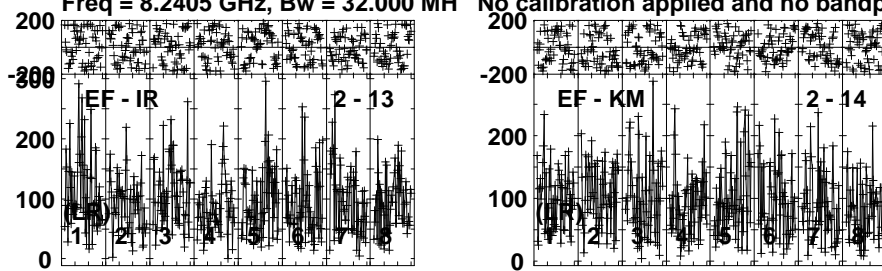 Freq = 8.2405 GHz, Bw = 32.000 MH No calibration applied and no bandp
200
-200
300
EF - IR 2 - 13
200
100
(LR)
1 2 3 4 5 6 7 8
0
200
-200
EF - KM 2 - 14
200
100
(LR)
1 2 3 4 5 6 7 8
0